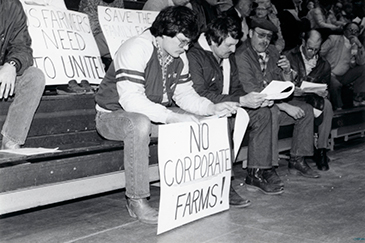 FARMERS
NEED
TO UNITE
SAVE
THE
NO
CORPORATE
FARMS!